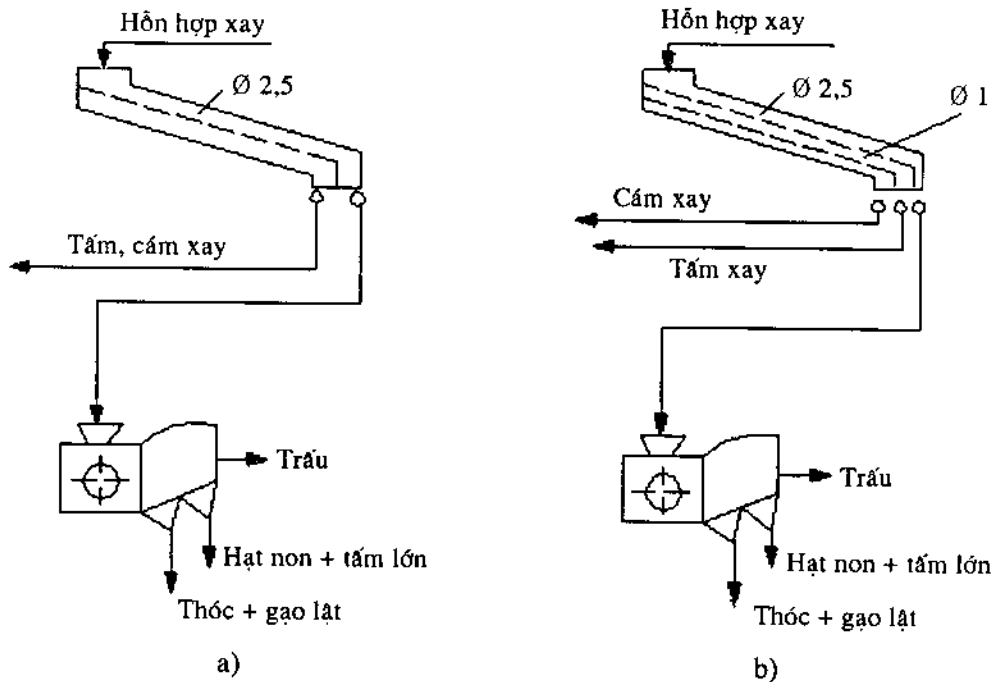 Hỗn hợp xay
Ø 2,5
Tấm, cám xay
Trấu
Hạt non + tấm lớn
Thóc + gạo lật
a)
Hỗn hợp xay
Ø 2,5
Ø 1
Cám xay
Tấm xay
Trấu
Hạt non + tấm lớn
Thóc + gạo lật
b)